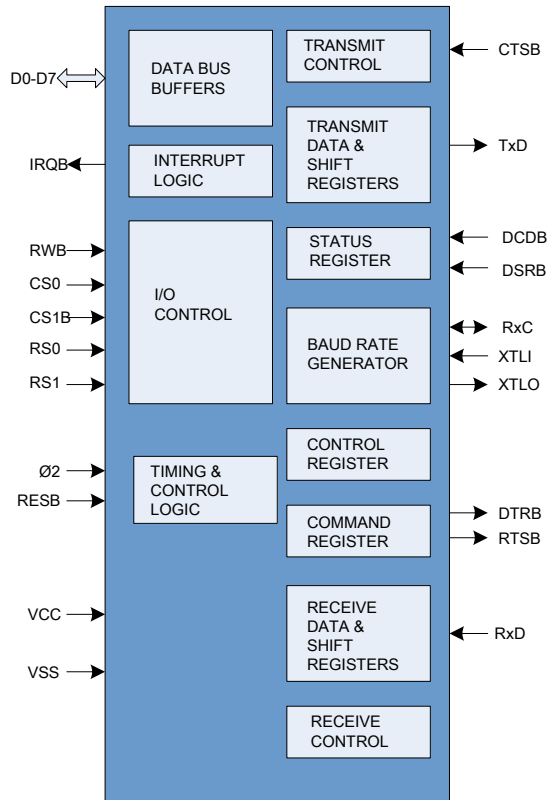 D0-D7
IRQB
RWB
CS0
CS1B
RS0
RS1
Ø2
RESB
VCC
VSS
DATA BUS
BUFFERS
INTERRUPT
LOGIC
I/O
CONTROL
TIMING &
CONTROL
LOGIC
TRANSMIT
CONTROL
TRANSMIT
DATA &
SHIFT
REGISTERS
STATUS
REGISTER
BAUD RATE
GENERATOR
CONTROL
REGISTER
COMMAND
REGISTER
RECEIVE
DATA &
SHIFT
REGISTERS
RECEIVE
CONTROL
CTSB
TxD
DCDB
DSRB
RxC
XTLI
XTLO
DTRB
RTSB
RxD